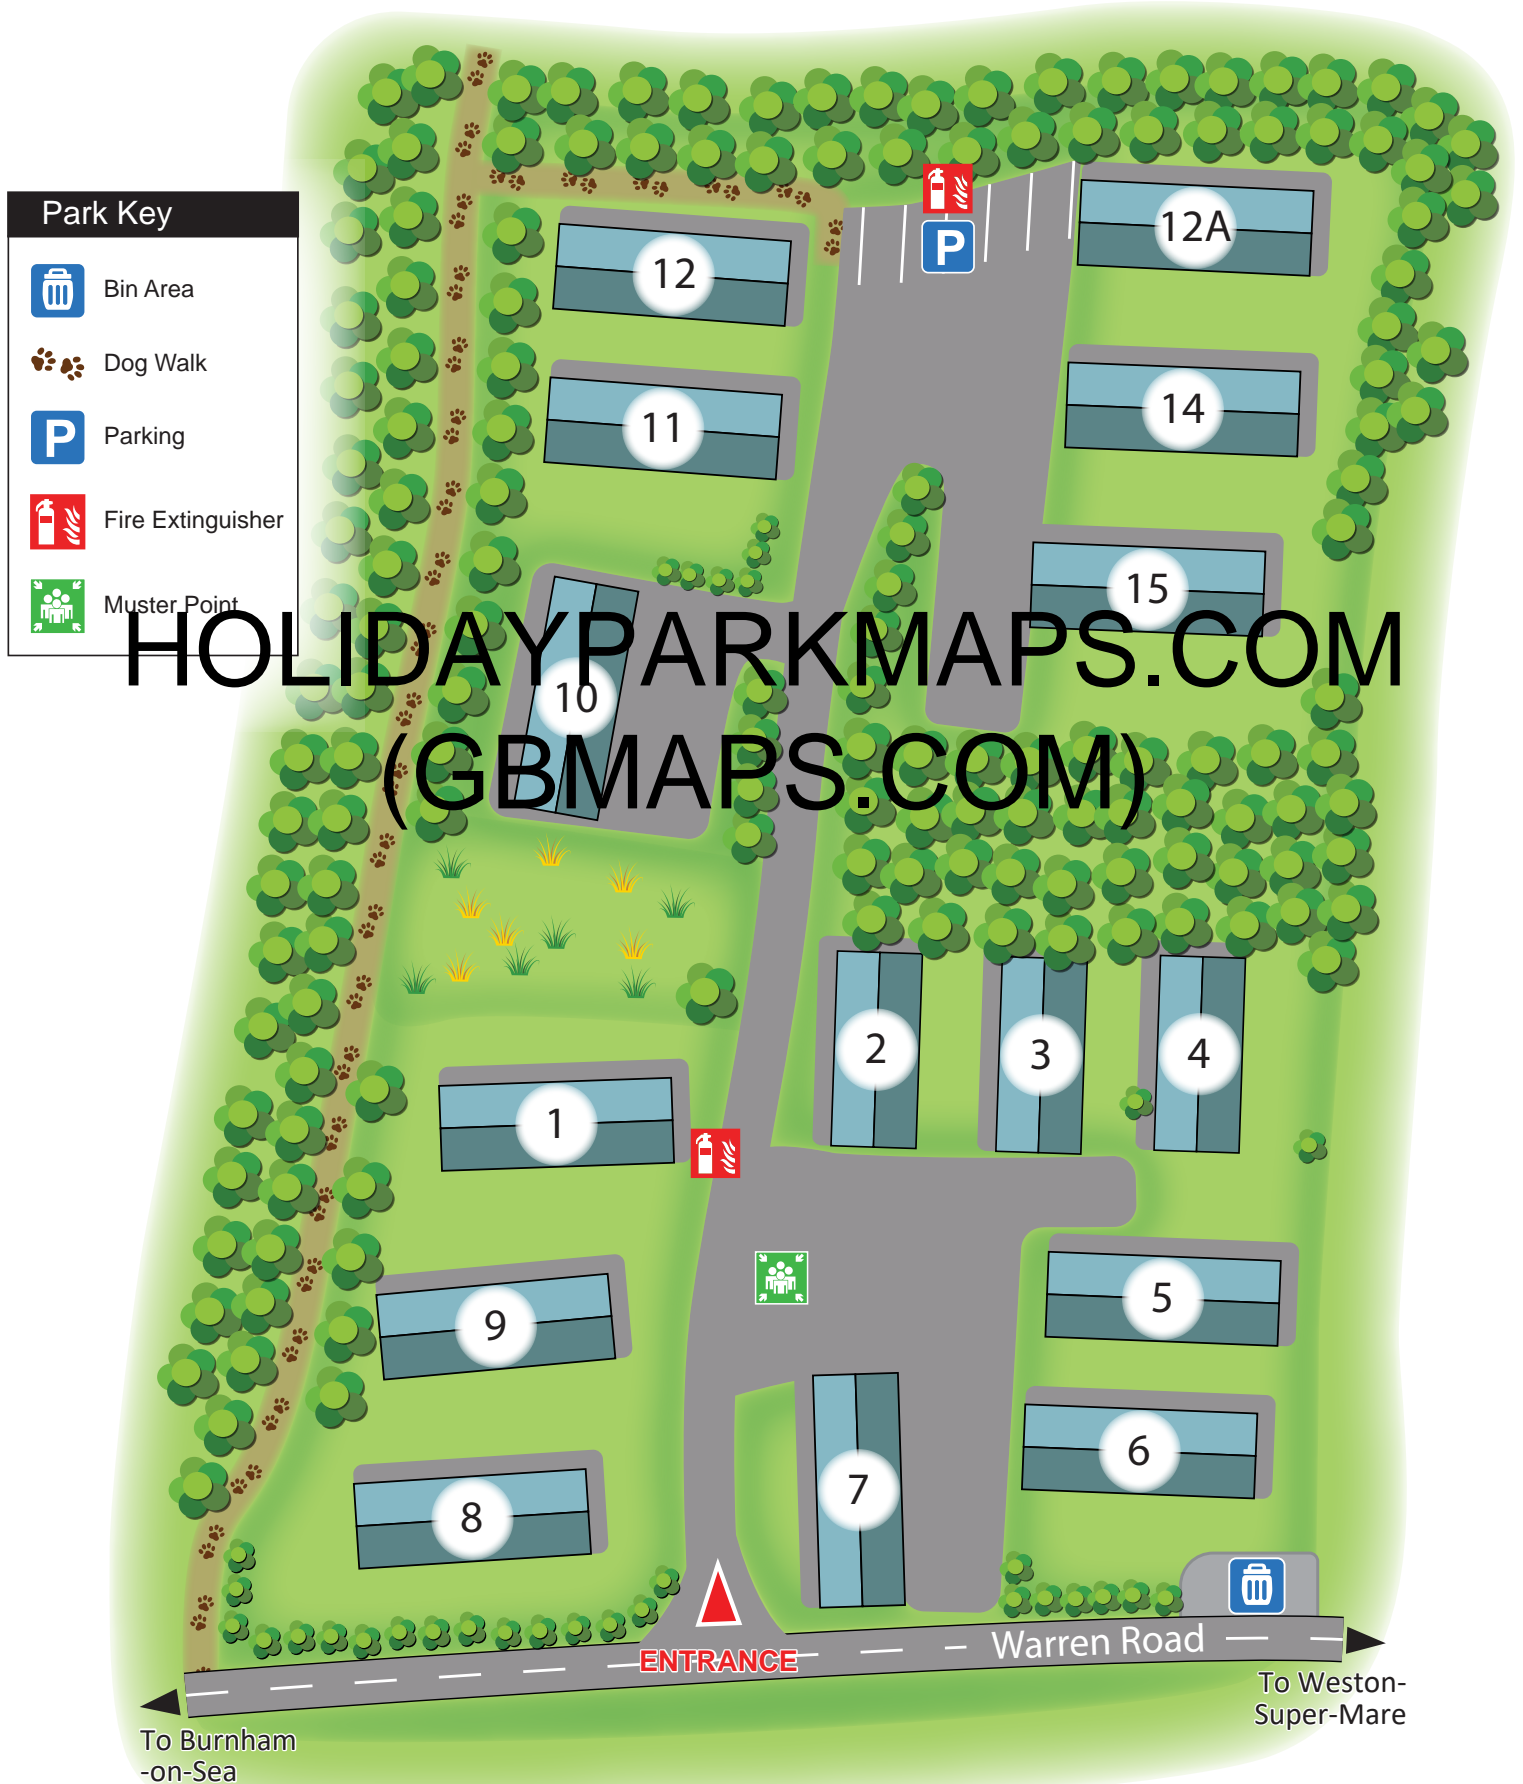 Park Key
Bin Area
Dog Walk
P
Parking
Fire Extinguisher
Muster Point
P
12A
12
11
14
15
HOLIDAYPARKMAPS.COM
10
(GBMAPS.COM)
2
3
4
1
5
9
6
7
8
Warren Road
ENTRANCE
To Weston-
Super-Mare
To Burnham
-on-Sea